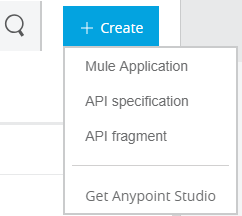 + Create
Mule Application
API specification
API fragment
Get Anypoint Studio